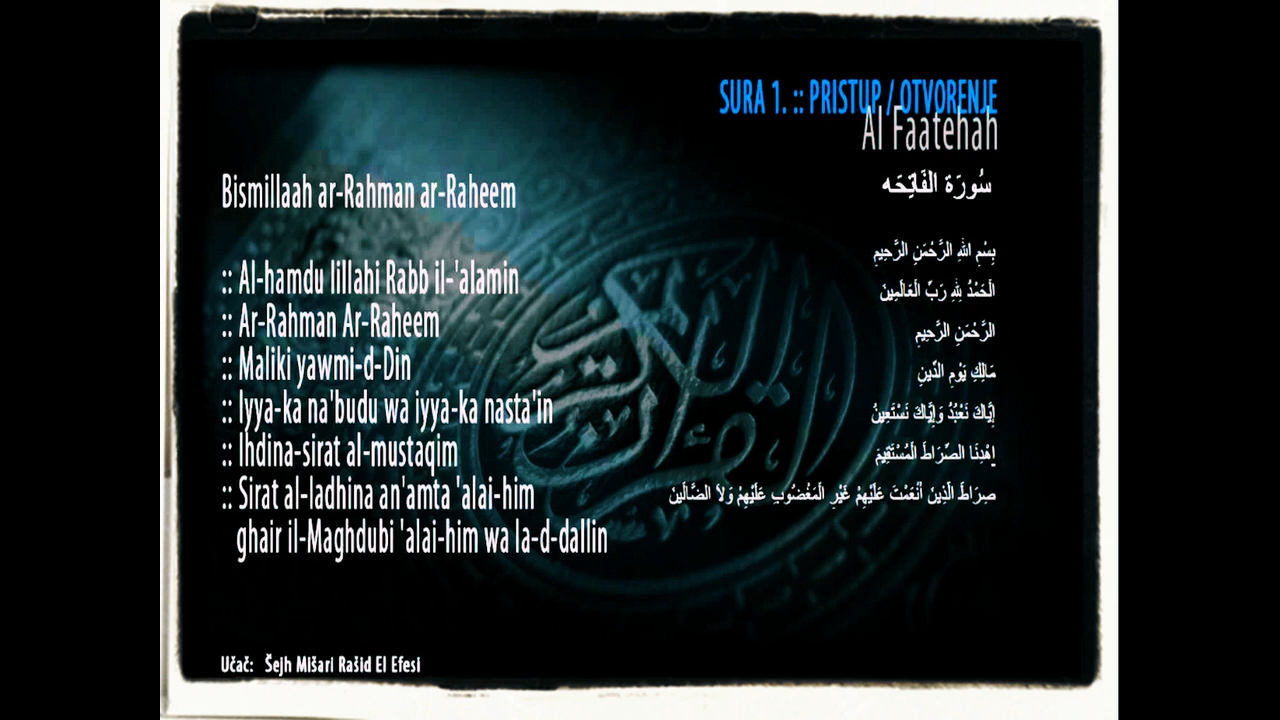 SURA 1. :: PRISTUP / OTVORENJE
Al Faatehah
سُورَة الْفَاتِحَه
Bismillaah ar-Rahman ar-Raheem
:: Al-hamdu lillahi Rabb il-'alamin
:: Ar-Rahman Ar-Raheem
:: Maliki yawmi-d-Din
:: Iyya-ka na'budu wa iyya-ka nasta'in
:: Ihdina-sirat al-mustaqim
:: Sirat al-ladhina an'amta 'alai-him
ghair il-Maghdubi 'alai-him wa la-d-dallin
بِسْمِ اللهِ الرَّحْمَنِ الرَّحِيمِ
الْحَمْدُ لِلهِ رَبِّ الْعَالَمِينَ
الرَّحْمَنِ الرَّحِيمِ
مَالِكِ يَوْمِ الدِّينِ
إِيَّاكَ نَعْبُدُ وَإِيَّاكَ نَسْتَعِينُ
اِهْدِنَا الصِّرَاطَ الْمُسْتَقِيمَ
صِرَاطَ الَّذِينَ أَنْعَمْتَ عَلَيْهِمْ غَيْرِ الْمَغْضُوبِ عَلَيْهِمْ وَلاَ الضَّالِّينَ
القرآن الكريم
Učač: Šejh Mišari Rašid El Efesi